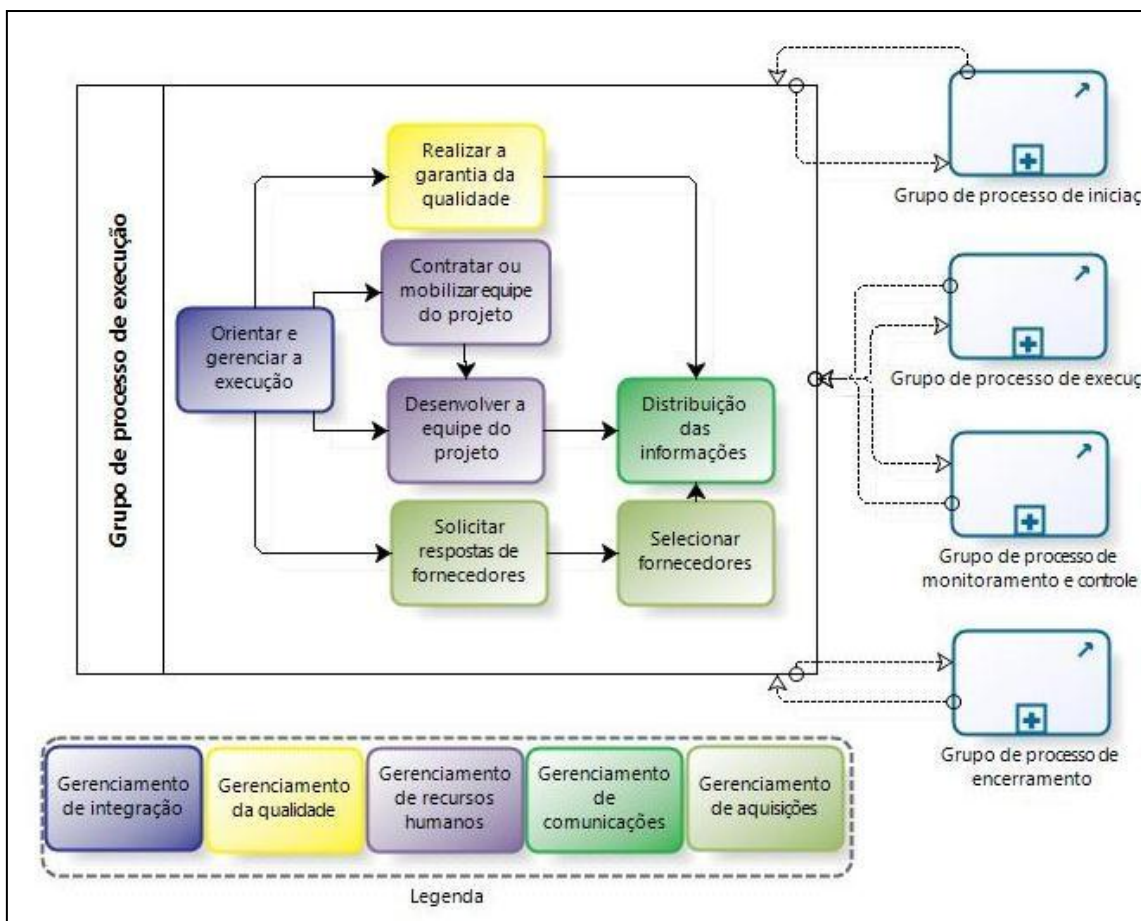 Grupo de processo de execução
Realizar a
garantia da
qualidade
Contratar ou
mobilizar equipe
do projeto
Orientar e
gerenciar a
execução
Desenvolver a
equipe do
projeto
Distribuição
das
informações
Solicitar
respostas de
fornecedores
Selecionar
fornecedores
Grupo de processo de iniciaç
Grupo de processo de execuç
Grupo de processo de
monitoramento e controle
Grupo de processo de
encerramento
Gerenciamento
de integração
Gerenciamento
da qualidade
Gerenciamento
de recursos
humanos
Gerenciamento
de
comunicações
Gerenciamento
de aquisições
Legenda